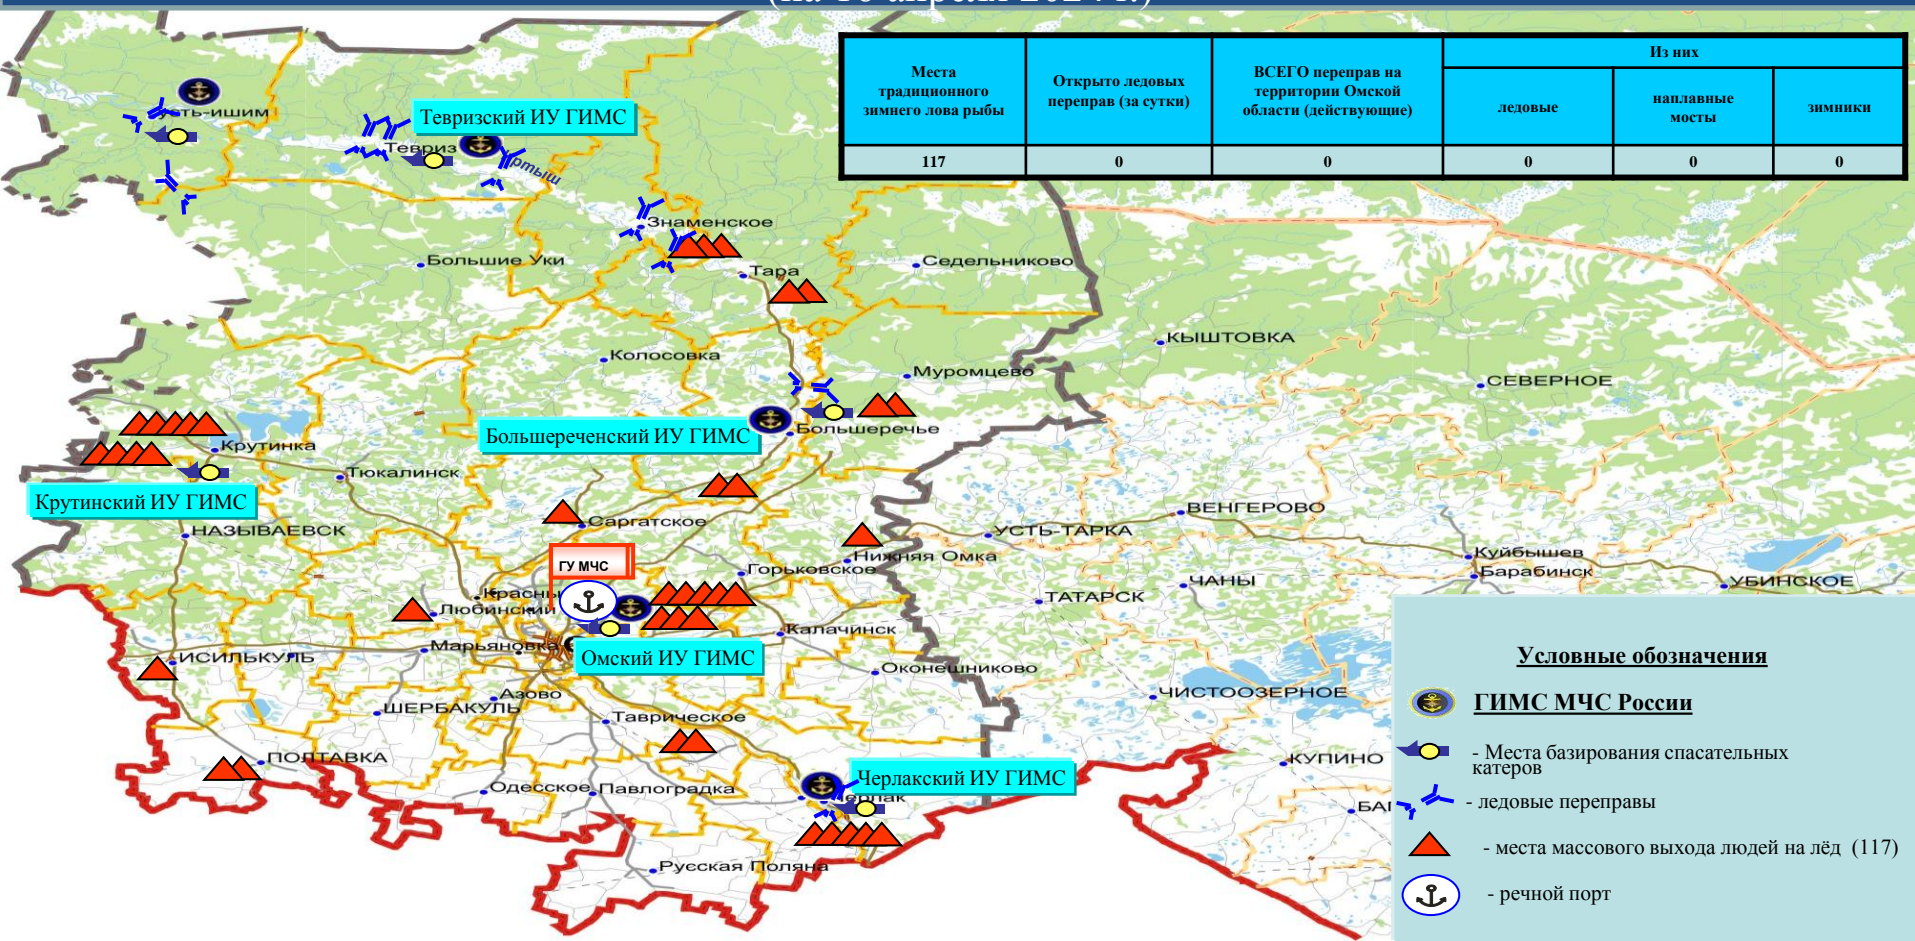 Места
традиционного
зимнего лова рыбы
Открыто ледовых
переправ (за сутки)
ВСЕГО переправ на
территории Омской
области (действующие)
Из них
ледовые
наплавные
мосты
зимники
117
0
0
0
0
0
Тевризский ИУ ГИМС
Тевриз
Знаменское
Большие Уки
Тара
Седельниково
КЫШТОВКА
Колосовка
Муромцево
СЕВЕРНОЕ
Большереченский ИУ ГИМС
Большеречье
Крутинка
Тюкалинск
Крутинский ИУ ГИМС
НАЗЫВАЕВСК
Саргатское
УСТЬ-ТАРКА
ВЕНГЕРОВО
Нижняя Омка
Куйбышев
Барабинск
УБИНСКОЕ
ГУ МЧС
Горьковское
ЧАНЫ
ТАТАРСК
Любинский
Марьяновка
Калачинск
ИСИЛЬКУЛЬ
Омский ИУ ГИМС
Оконешниково
Азово
ЧИСТООЗЕРНОЕ
ШЕРБАКУЛЬ
Таврическое
ПОЛТАВКА
КУПИНО
Черлакский ИУ ГИМС
Одесское
Павлоградка
Русская Поляна
Условные обозначения
ГИМС МЧС России
- Места базирования спасательных
катеров
- ледовые переправы
- места массового выхода людей на лёд (117)
- речной порт